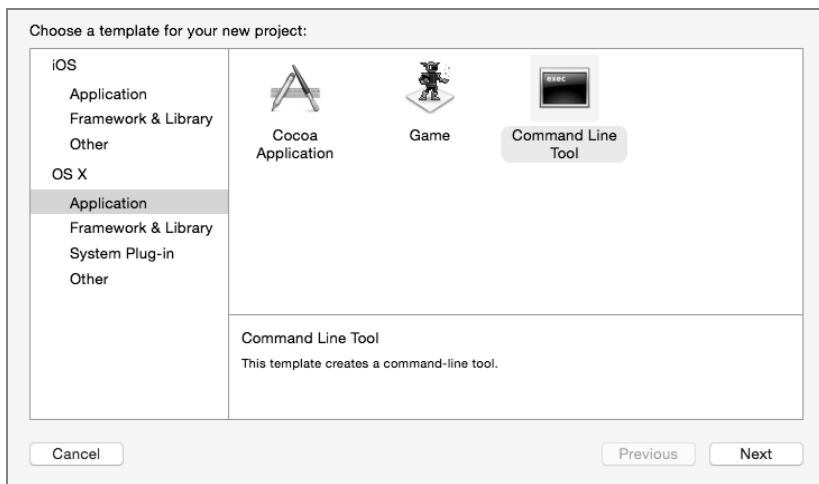 Choose a template for your new project:
iOS
Application
Framework & Library
Other
OS X
Application
Framework & Library
System Plug-in
Other
Cocoa
Application
Game
exec
Command Line
Tool
Command Line Tool
This template creates a command-line tool.
Cancel
Previous
Next